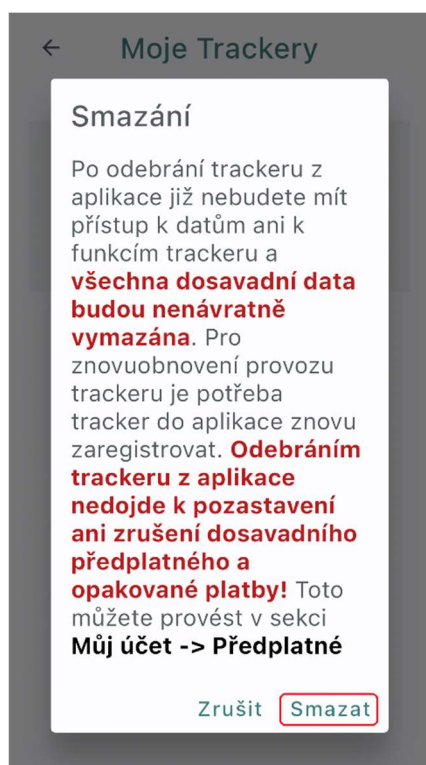 ← Moje Trackery
Smazání
Po odebrání trackeru z
aplikace již nebudete mít
přístup k datům ani k
funkcím trackeru a
všechna dosavadní data
budou nenávratně
vymazána. Pro
znovuobnovení provozu
trackeru je potřeba
tracker do aplikace znovu
zaregistrovat. Odebráním
trackeru z aplikace
nedojde k pozastavení
ani zrušení dosavadního
předplatného a
opakované platby! Toto
můžete provést v sekci
Můj účet -> Předplatné
Zrušit Smazat